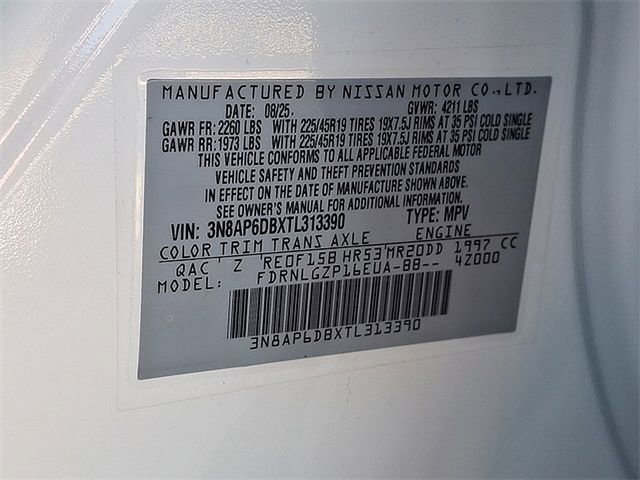 MANUFACTURED BY NISSAN MOTOR CO., LTD.
DATE: 08/25. GVWR: 4211 LBS
GAWR FR: 2260 LBS WITH 225/45R19 TIRES 19X7.5J RIMS AT 35 PSI COLD SINGLE
GAWR RR: 1973 LBS WITH 225/45R19 TIRES 19X7.5J RIMS AT 35 PSI COLD SINGLE
THIS VEHICLE CONFORMS TO ALL APPLICABLE FEDERAL MOTOR
VEHICLE SAFETY AND THEFT PREVENTION STANDARDS
IN EFFECT ON THE DATE OF MANUFACTURE SHOWN ABOVE.
SEE OWNER'S MANUAL FOR ADDITIONAL INFORMATION.
VIN: 3N8AP6DBXTL313390 TYPE: MPV
COLOR TRIM TRANS AXLE ENGINE
QAC Z 'RE0F15B HR53'MR20DD 1997 CC
MODEL: FDRNLGZP16EUA-BB-- 4Z000
3N8AP6DBXTL313390